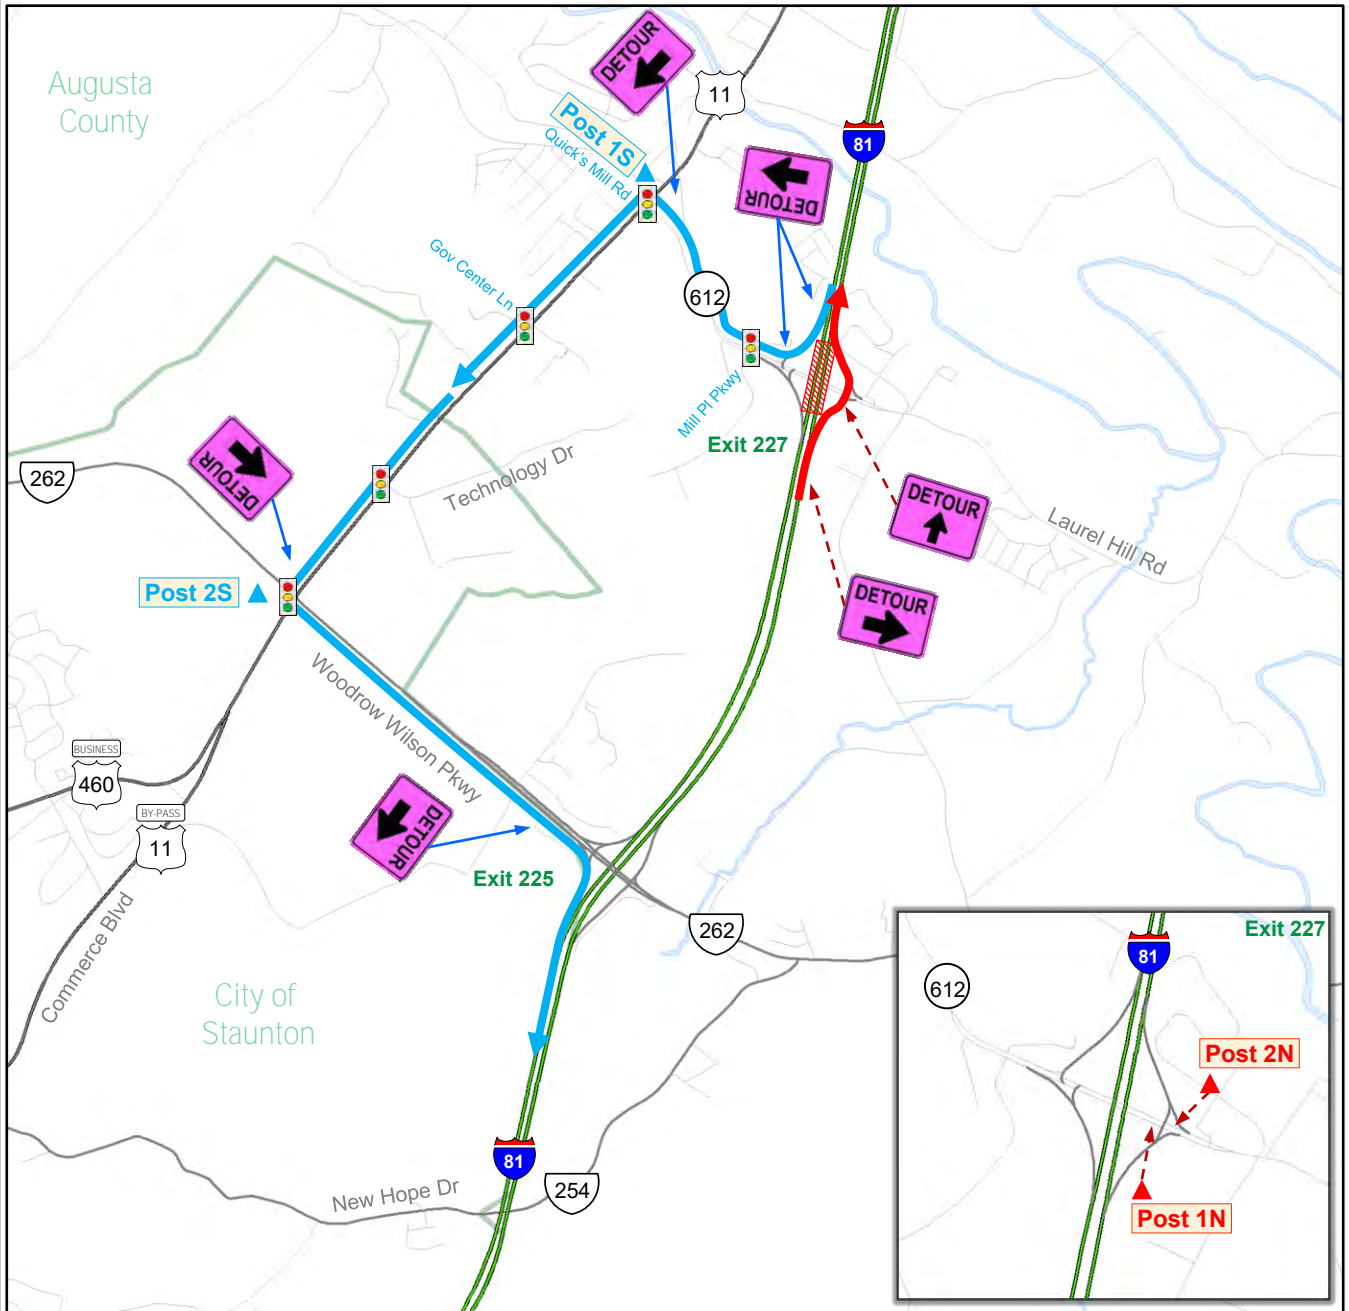 Augusta
County
DETOUR
11
Post 1S
Quick's Mill Rd
81
DETOUR
Gov Center Ln
612
Mill Pl Pkwy
Exit 227
262
DETOUR
Technology Dr
DETOUR
Laurel Hill Rd
Post 2S
DETOUR
Woodrow Wilson Pkwy
BUSINESS
460
BY-PASS
11
DETOUR
Exit 225
Commerce Blvd
262
City of
Staunton
81
New Hope Dr
254
Exit 227
81
612
Post 2N
Post 1N